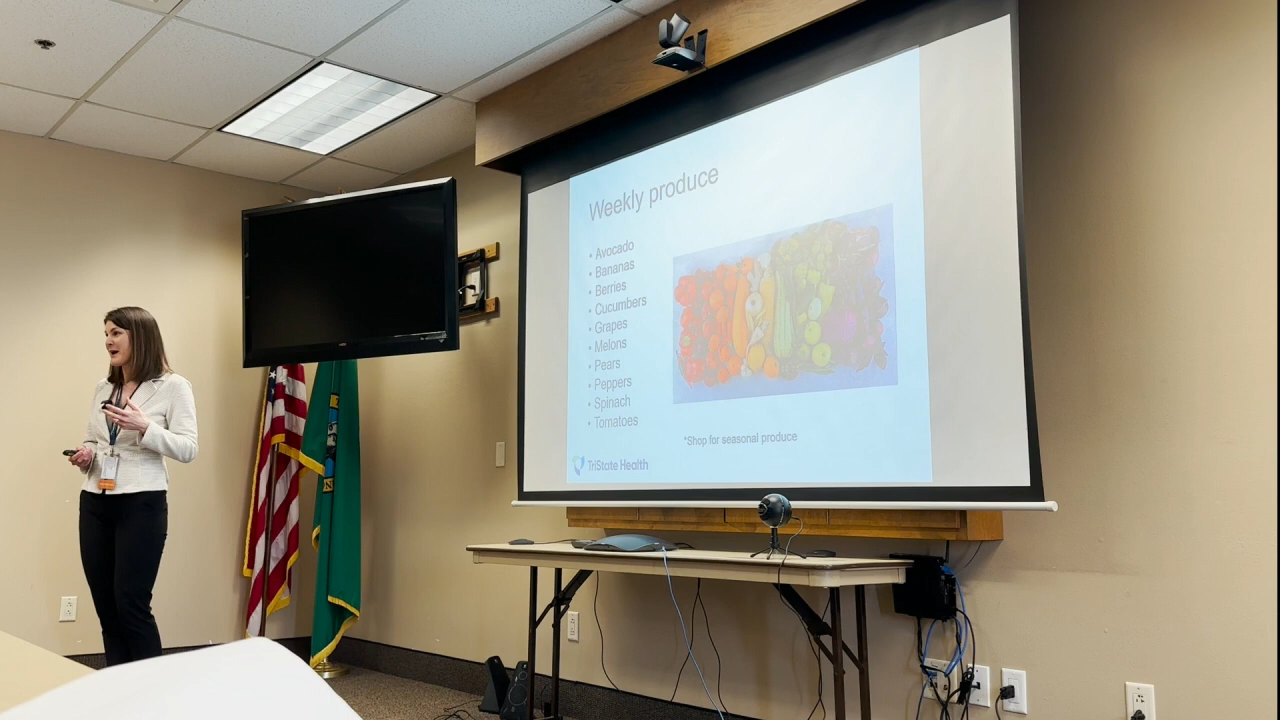 Weekly produce
• Avocado
• Bananas
• Berries
• Cucumbers
• Grapes
• Melons
• Pears
• Peppers
• Spinach
• Tomatoes
*Shop for seasonal produce
TriState Health